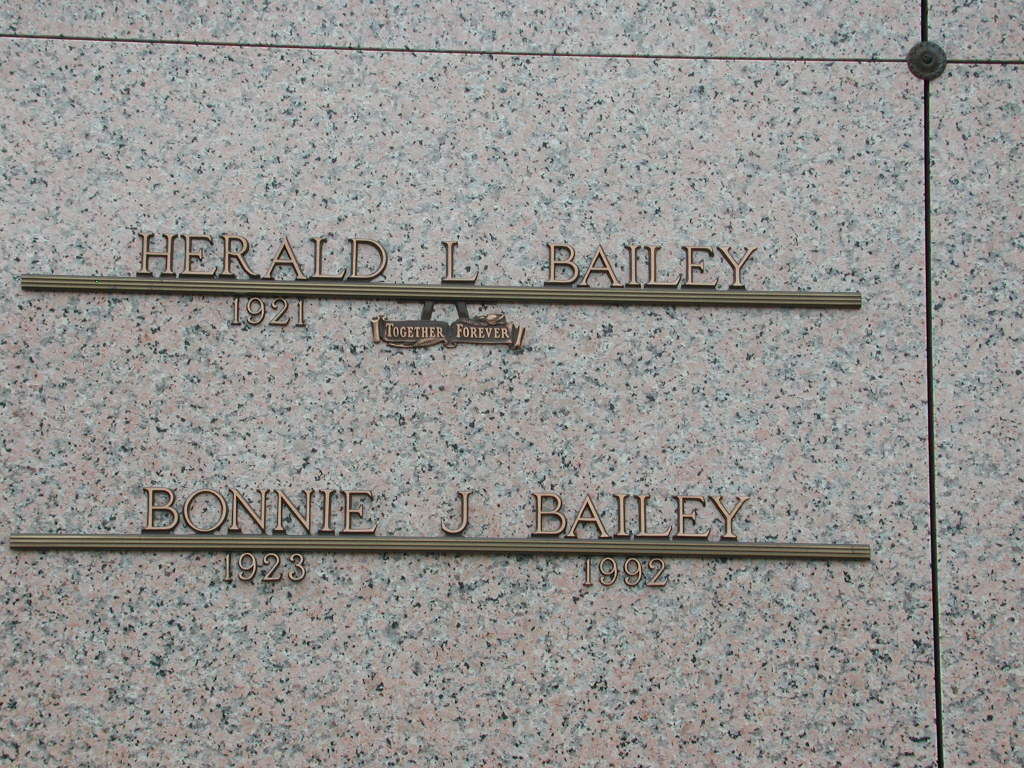 HERALD L BAILEY
1921
TOGETHER FOREVER
BONNIE J BAILEY
1923 1992